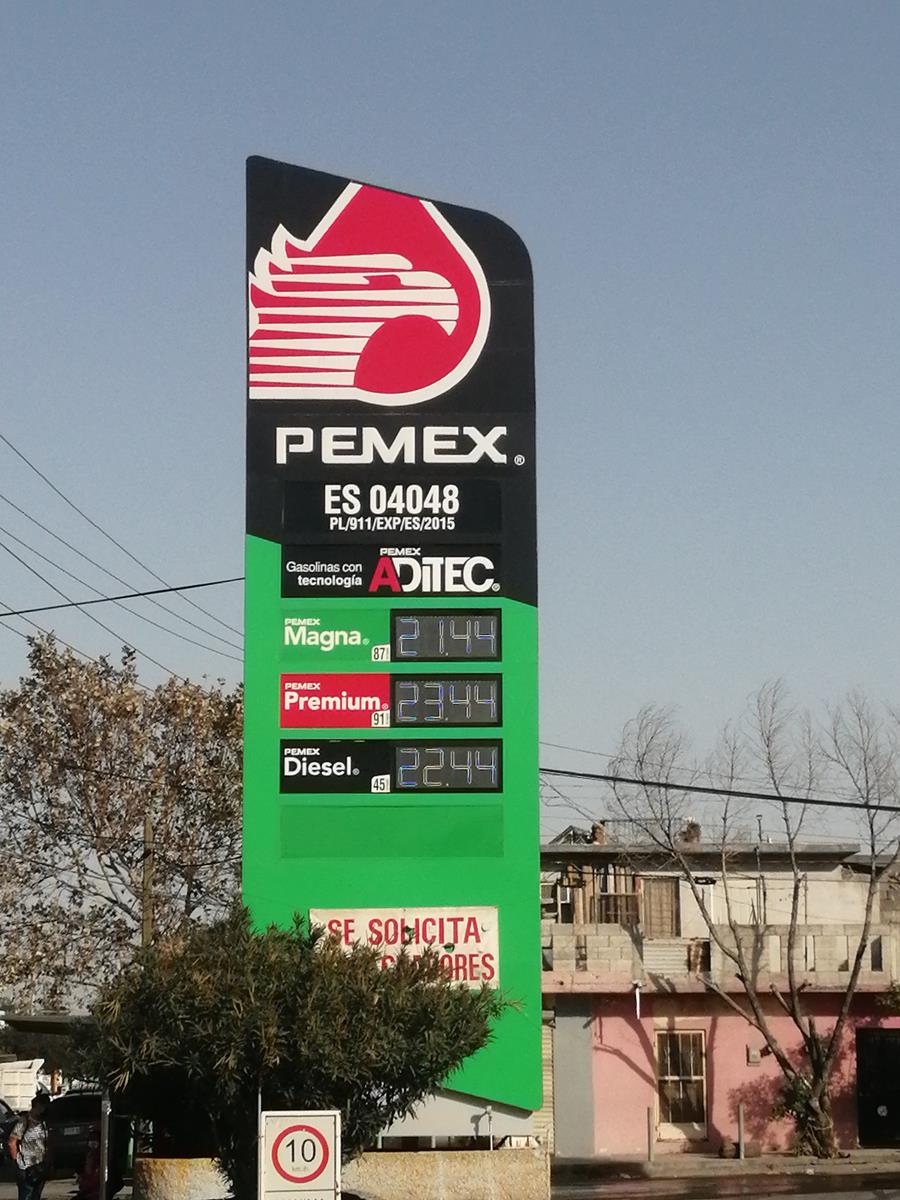 PEMEX®
ES 04048
PL/911/EXP/ES/2015
Gasolinas con
tecnología
PEMEX
ADiTEC®
PEMEX
Magna®
87
21.44
PEMEX
Premium®
91
23.44
PEMEX
Diesel®
45
22.44
SE SOLICITA
10
km/h